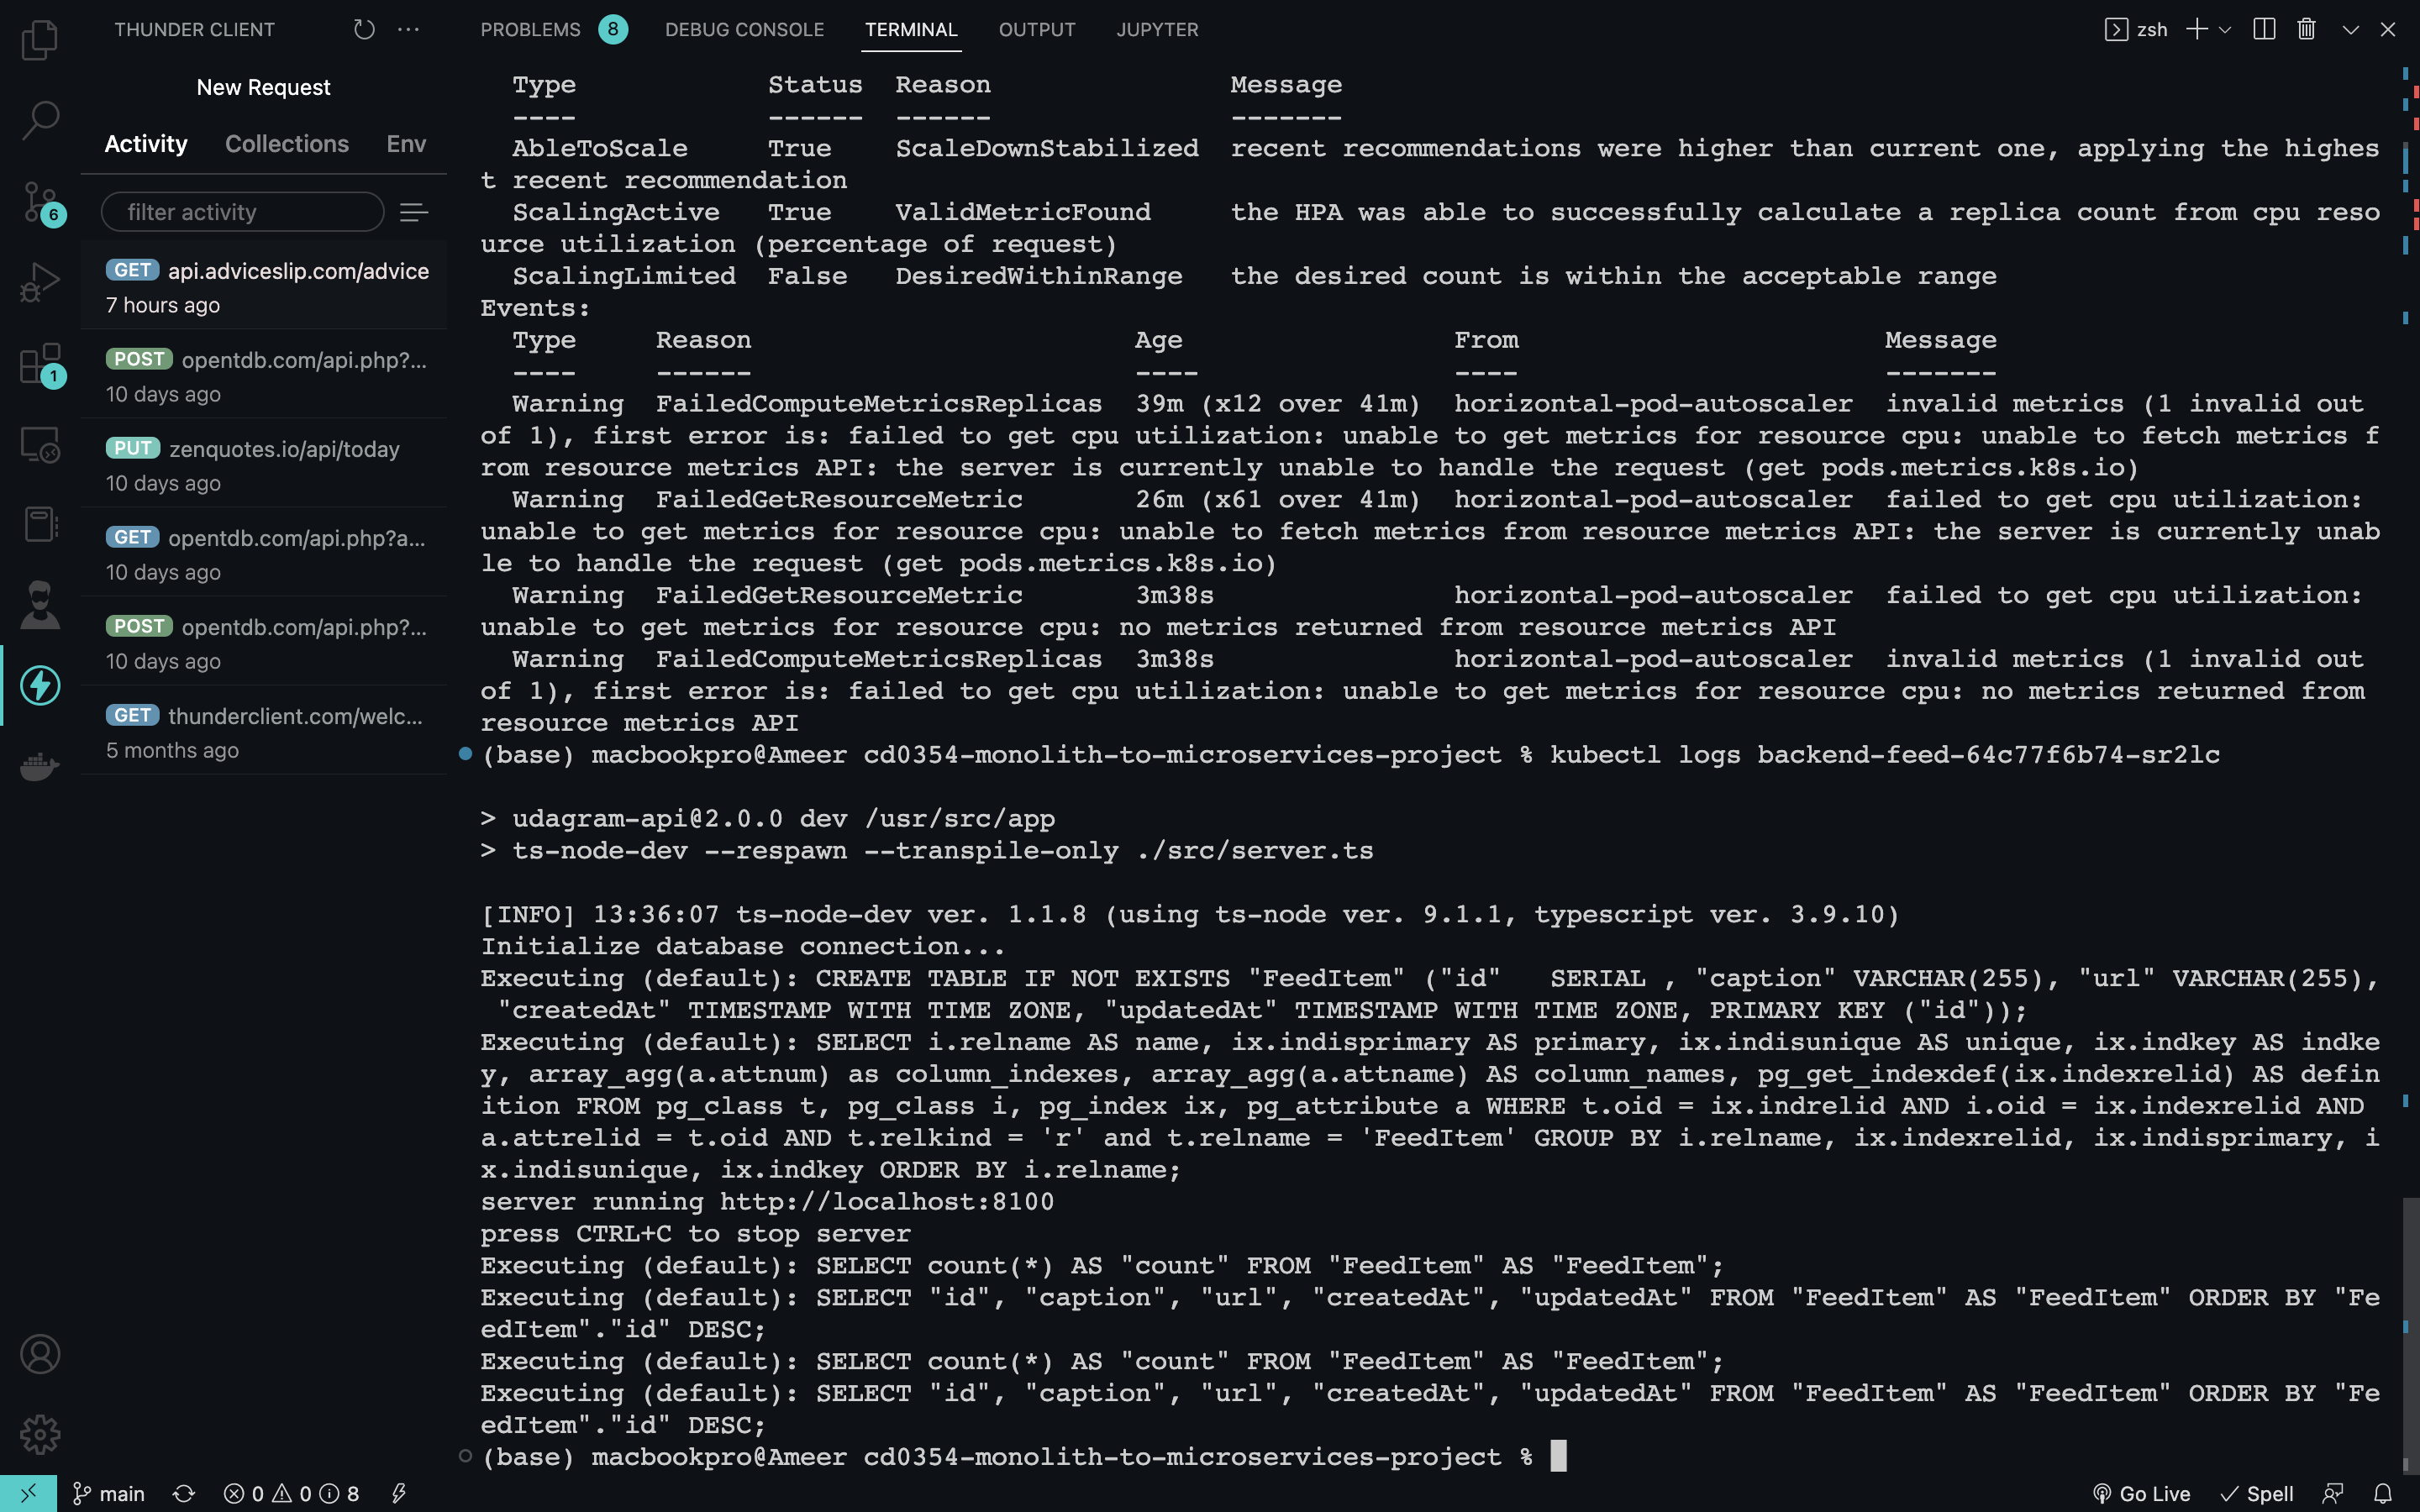 THUNDER CLIENT
New Request
Activity Collections Env
filter activity
GET api.adviceslip.com/advice
7 hours ago
POST opentdb.com/api.php?...
10 days ago
PUT zenquotes.io/api/today
10 days ago
GET opentdb.com/api.php?a...
10 days ago
POST opentdb.com/api.php?...
10 days ago
GET thunderclient.com/welc...
5 months ago
6
1
PROBLEMS 8 DEBUG CONSOLE TERMINAL OUTPUT JUPYTER zsh
Type Status Reason Message
---- ------ ------ -------
AbleToScale True ScaleDownStabilized recent recommendations were higher than current one, applying the highes
t recent recommendation
ScalingActive True ValidMetricFound the HPA was able to successfully calculate a replica count from cpu reso
urce utilization (percentage of request)
ScalingLimited False DesiredWithinRange the desired count is within the acceptable range
Events:
Type Reason Age From Message
---- ------ ---- ---- -------
Warning FailedComputeMetricsReplicas 39m (x12 over 41m) horizontal-pod-autoscaler invalid metrics (1 invalid out
of 1), first error is: failed to get cpu utilization: unable to get metrics for resource cpu: unable to fetch metrics f
rom resource metrics API: the server is currently unable to handle the request (get pods.metrics.k8s.io)
Warning FailedGetResourceMetric 26m (x61 over 41m) horizontal-pod-autoscaler failed to get cpu utilization:
unable to get metrics for resource cpu: unable to fetch metrics from resource metrics API: the server is currently unab
le to handle the request (get pods.metrics.k8s.io)
Warning FailedGetResourceMetric 3m38s horizontal-pod-autoscaler failed to get cpu utilization:
unable to get metrics for resource cpu: no metrics returned from resource metrics API
Warning FailedComputeMetricsReplicas 3m38s horizontal-pod-autoscaler invalid metrics (1 invalid out
of 1), first error is: failed to get cpu utilization: unable to get metrics for resource cpu: no metrics returned from
resource metrics API
(base) macbookpro@Ameer cd0354-monolith-to-microservices-project % kubectl logs backend-feed-64c77f6b74-sr2lc
> udagram-api@2.0.0 dev /usr/src/app
> ts-node-dev --respawn --transpile-only ./src/server.ts
[INFO] 13:36:07 ts-node-dev ver. 1.1.8 (using ts-node ver. 9.1.1, typescript ver. 3.9.10)
Initialize database connection...
Executing (default): CREATE TABLE IF NOT EXISTS "FeedItem" ("id"   SERIAL , "caption" VARCHAR(255), "url" VARCHAR(255),
"createdAt" TIMESTAMP WITH TIME ZONE, "updatedAt" TIMESTAMP WITH TIME ZONE, PRIMARY KEY ("id"));
Executing (default): SELECT i.relname AS name, ix.indisprimary AS primary, ix.indisunique AS unique, ix.indkey AS indke
y, array_agg(a.attnum) as column_indexes, array_agg(a.attname) AS column_names, pg_get_indexdef(ix.indexrelid) AS defin
ition FROM pg_class t, pg_class i, pg_index ix, pg_attribute a WHERE t.oid = ix.indrelid AND i.oid = ix.indexrelid AND
a.attrelid = t.oid AND t.relkind = 'r' and t.relname = 'FeedItem' GROUP BY i.relname, ix.indexrelid, ix.indisprimary, i
x.indisunique, ix.indkey ORDER BY i.relname;
server running http://localhost:8100
press CTRL+C to stop server
Executing (default): SELECT count(*) AS "count" FROM "FeedItem" AS "FeedItem";
Executing (default): SELECT "id", "caption", "url", "createdAt", "updatedAt" FROM "FeedItem" AS "FeedItem" ORDER BY "Fe
edItem"."id" DESC;
Executing (default): SELECT count(*) AS "count" FROM "FeedItem" AS "FeedItem";
Executing (default): SELECT "id", "caption", "url", "createdAt", "updatedAt" FROM "FeedItem" AS "FeedItem" ORDER BY "Fe
edItem"."id" DESC;
(base) macbookpro@Ameer cd0354-monolith-to-microservices-project %
main 0 0 8 Go Live Spell